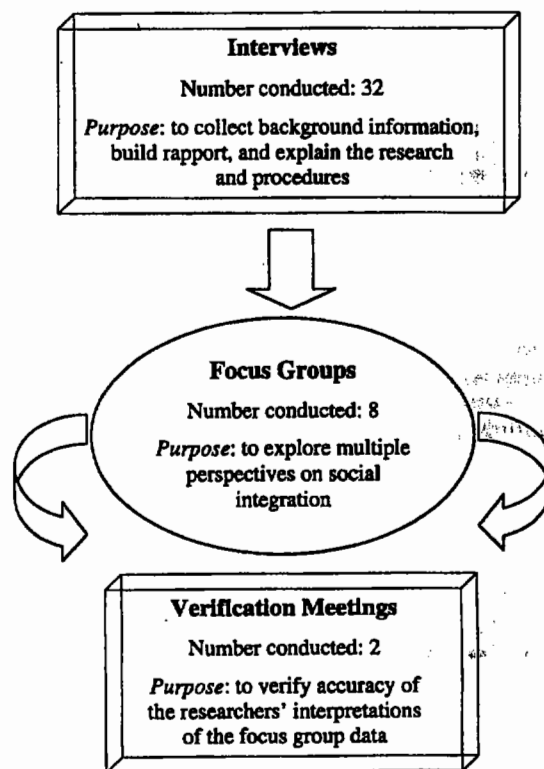 Interviews
Number conducted: 32
Purpose: to collect background information,
build rapport, and explain the research
and procedures
Focus Groups
Number conducted: 8
Purpose: to explore multiple
perspectives on social
integration
Verification Meetings
Number conducted: 2
Purpose: to verify accuracy of
the researchers' interpretations
of the focus group data